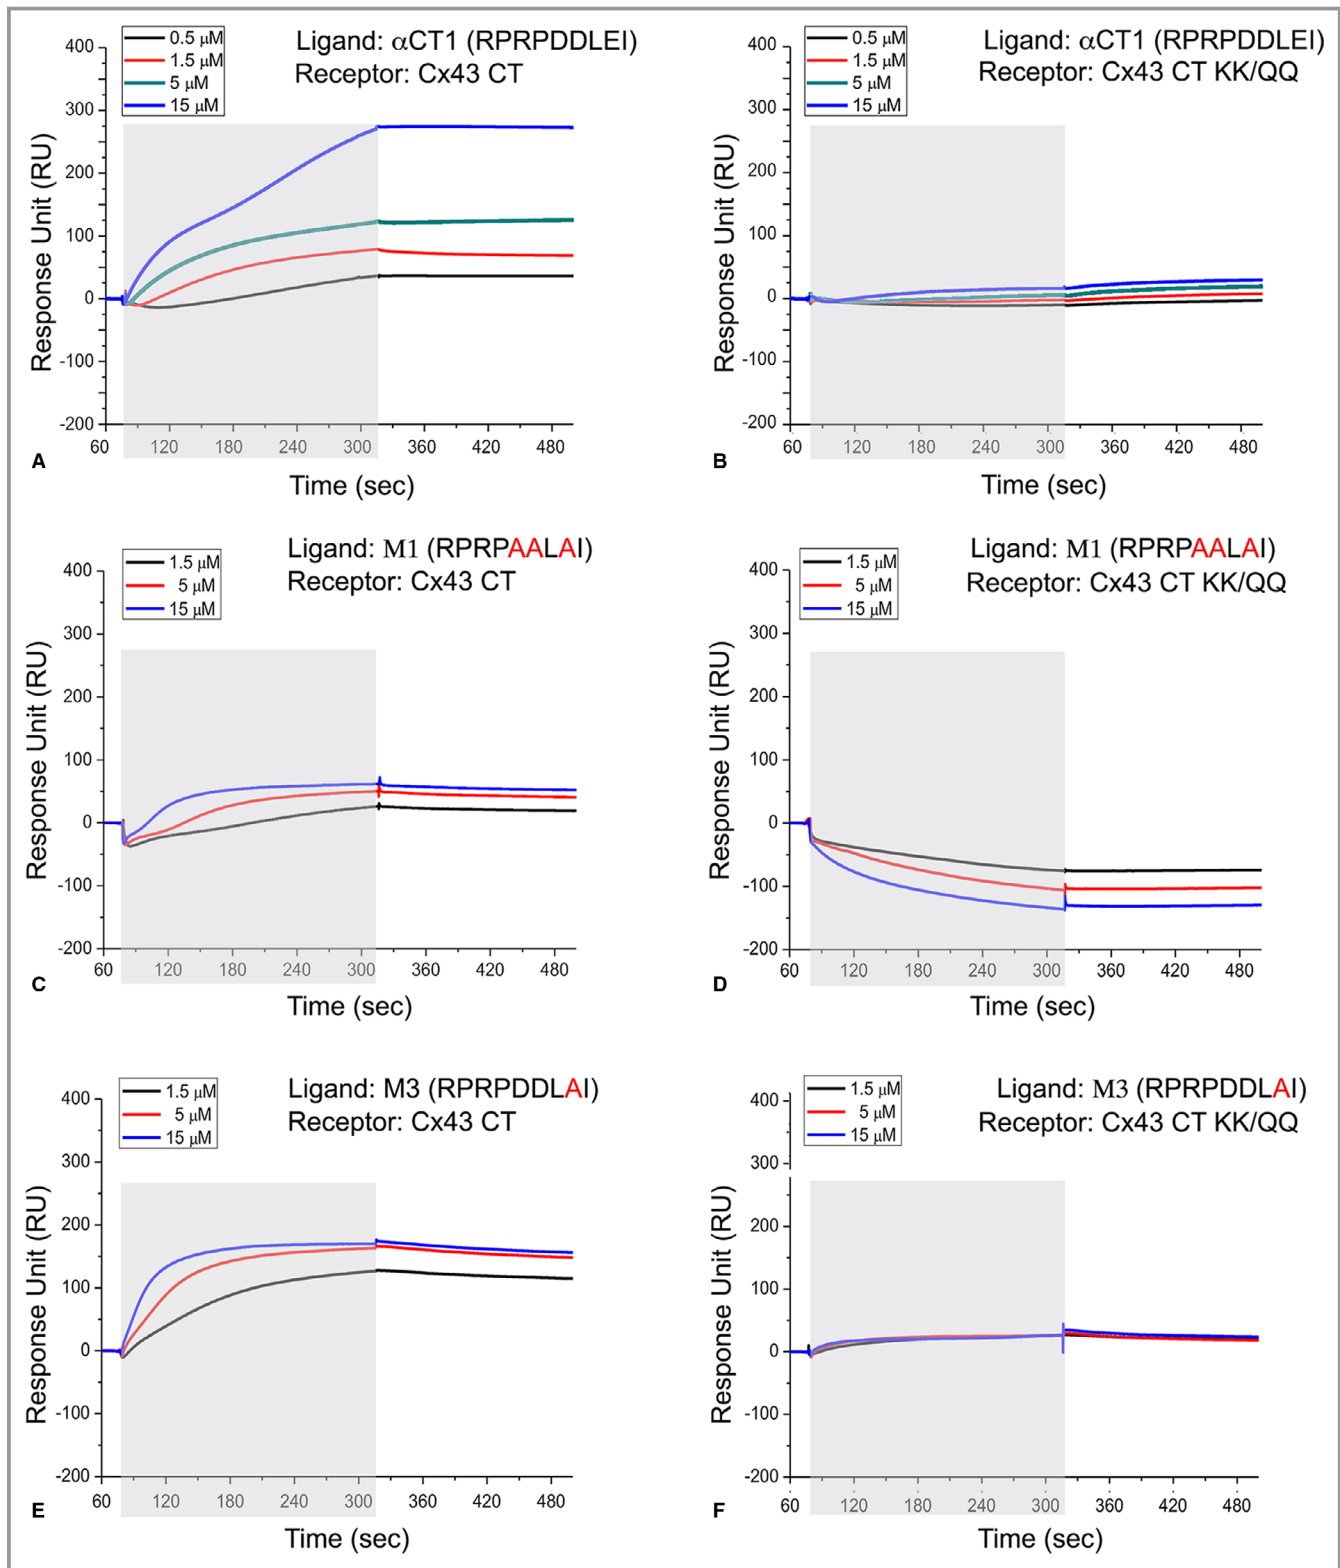 0.5 μM
1.5 μM
5 μM
15 μM
Ligand: αCT1 (RPRPDDLEI)
Receptor: Cx43 CT
400
300
200
100
0
-100
-200
Response Unit (RU)
60 120 180 240 300 360 420 480
A
Time (sec)
0.5 μM
1.5 μM
5 μM
15 μM
Ligand: αCT1 (RPRPDDLEI)
Receptor: Cx43 CT KK/QQ
400
300
200
100
0
-100
-200
Response Unit (RU)
60 120 180 240 300 360 420 480
B
Time (sec)
1.5 μM
5 μM
15 μM
Ligand: M1 (RPRPAALAI)
Receptor: Cx43 CT
400
300
200
100
0
-100
-200
Response Unit (RU)
60 120 180 240 300 360 420 480
C
Time (sec)
1.5 μM
5 μM
15 μM
Ligand: M1 (RPRPAALAI)
Receptor: Cx43 CT KK/QQ
400
300
200
100
0
-100
-200
Response Unit (RU)
60 120 180 240 300 360 420 480
D
Time (sec)
1.5 μM
5 μM
15 μM
Ligand: M3 (RPRPDDLAI)
Receptor: Cx43 CT
400
300
200
100
0
-100
-200
Response Unit (RU)
60 120 180 240 300 360 420 480
E
Time (sec)
1.5 μM
5 μM
15 μM
Ligand: M3 (RPRPDDLAI)
Receptor: Cx43 CT KK/QQ
400
300
200
100
0
-100
-200
Response Unit (RU)
60 120 180 240 300 360 420 480
F
Time (sec)